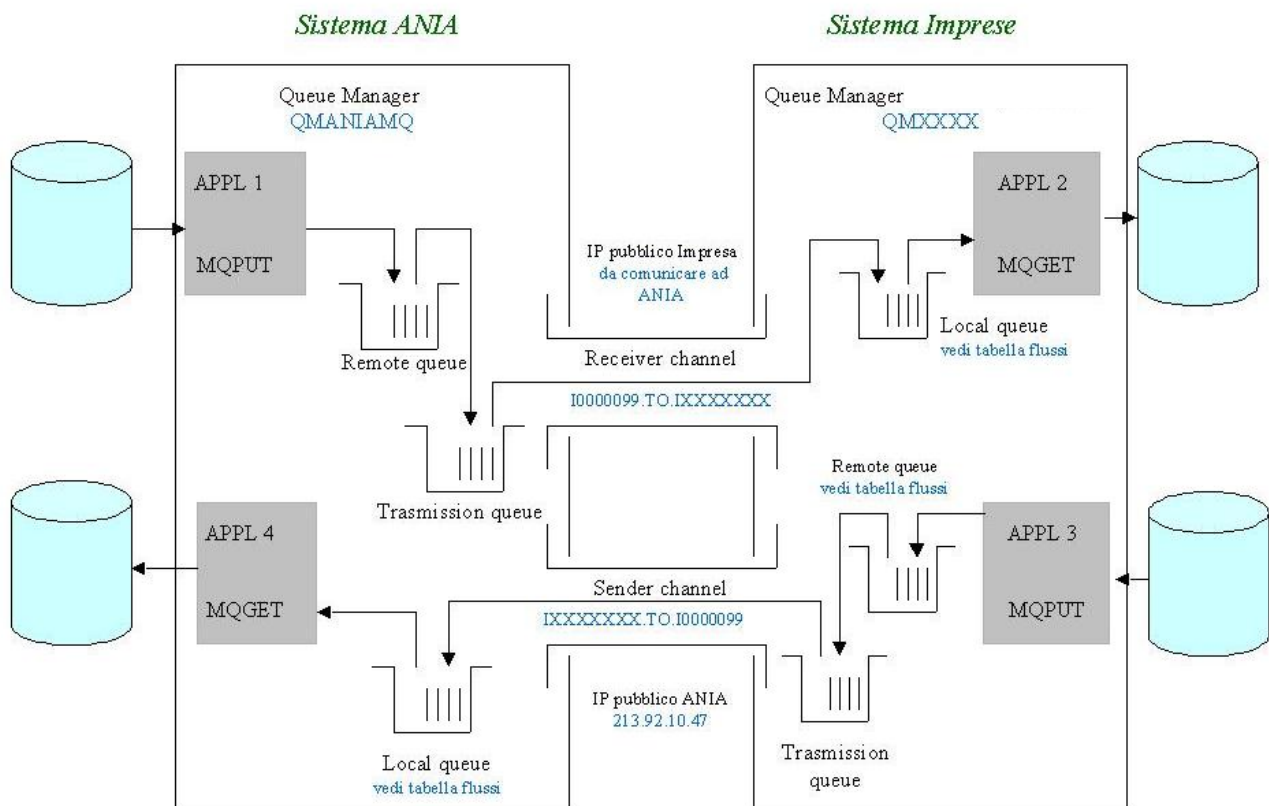 Sistema ANIA
Sistema Imprese
Queue Manager
QMANIAMQ
Queue Manager
QMXXXX
APPL 1
MQPUT
APPL 2
MQGET
IP pubblico Impresa
da comunicare ad
ANIA
Remote queue
Local queue
vedi tabella flussi
Receiver channel
I0000099.TO.IXXXXXXX
Trasmission queue
Remote queue
vedi tabella flussi
APPL 4
MQGET
APPL 3
MQPUT
Sender channel
IXXXXXXX.TO.I0000099
IP pubblico ANIA
213.92.10.47
Local queue
vedi tabella flussi
Trasmission
queue